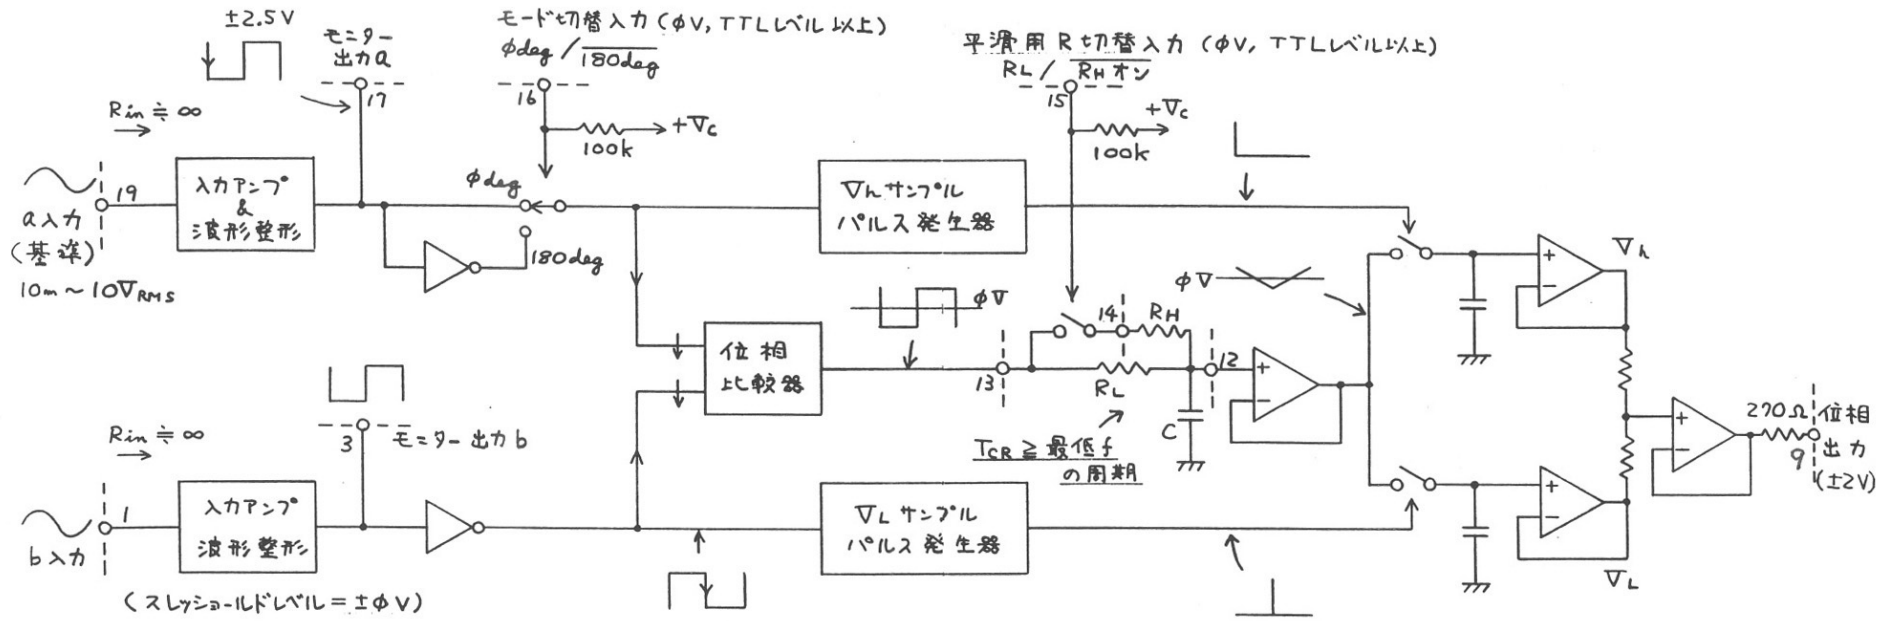 ±2.5V
モニター
出力a
17
モード切替入力(φV, TTLレベル以上)
φdeg / 180deg
16
+Vc
100k
平滑用R切替入力(φV, TTLレベル以上)
RL / RHオン
15
+Vc
100k
Rin ≒ ∞
19
a入力
(基準)
10m〜10VRMS
入力アンプ
&
波形整形
φdeg
180deg
Vhサンプル
パルス発生器
位相
比較器
φV
13
14
RH
RL
12
C
TCR ≧ 最低f
の周期
φV
Vh
VL
270Ω
9
位相
出力
(±2V)
3
モニター出力b
Rin ≒ ∞
1
b入力
入力アンプ
波形整形
(スレッショールドレベル=±φV)
VLサンプル
パルス発生器